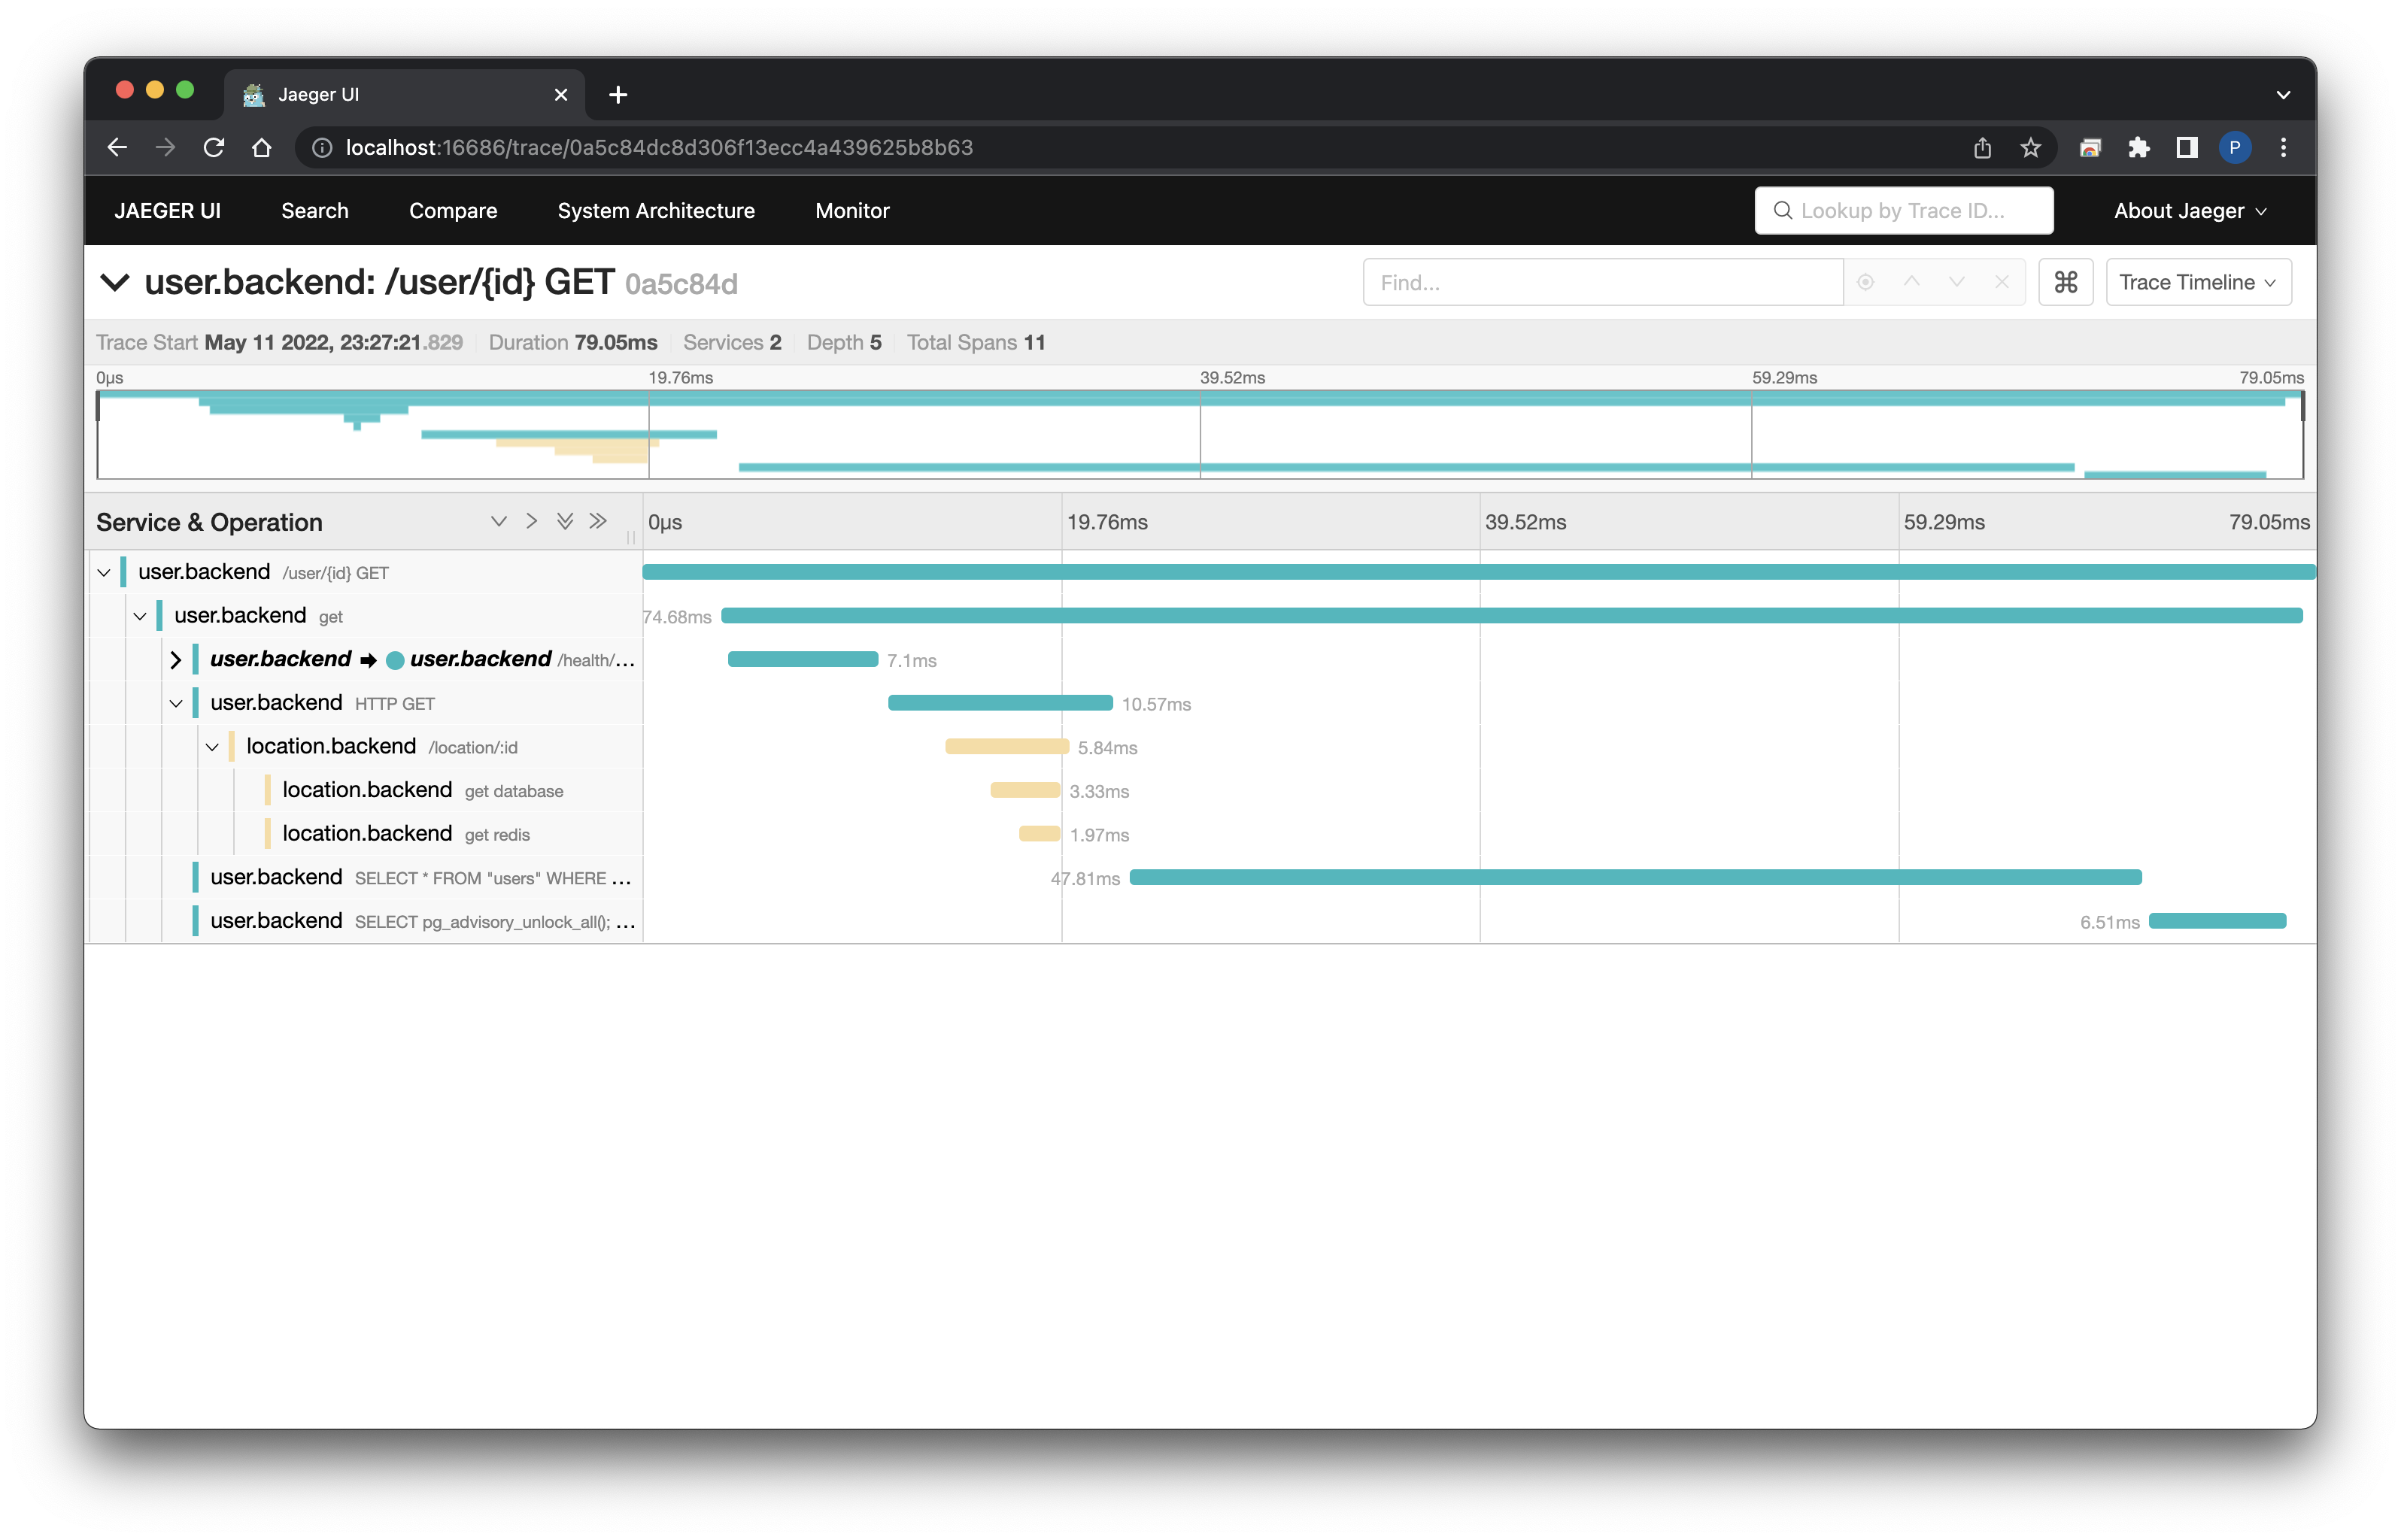 Jaeger UI
localhost:16686/trace/0a5c84dc8d306f13ecc4a439625b8b63
P
JAEGER UI Search Compare System Architecture Monitor Lookup by Trace ID... About Jaeger
user.backend: /user/{id} GET 0a5c84d Find... Trace Timeline
Trace Start May 11 2022, 23:27:21.829 Duration 79.05ms Services 2 Depth 5 Total Spans 11
0μs 19.76ms 39.52ms 59.29ms 79.05ms
Service & Operation 0μs 19.76ms 39.52ms 59.29ms 79.05ms
user.backend /user/{id} GET
user.backend get 74.68ms
user.backend user.backend /health/... 7.1ms
user.backend HTTP GET 10.57ms
location.backend /location/:id 5.84ms
location.backend get database 3.33ms
location.backend get redis 1.97ms
user.backend SELECT * FROM "users" WHERE ... 47.81ms
user.backend SELECT pg_advisory_unlock_all(); ... 6.51ms